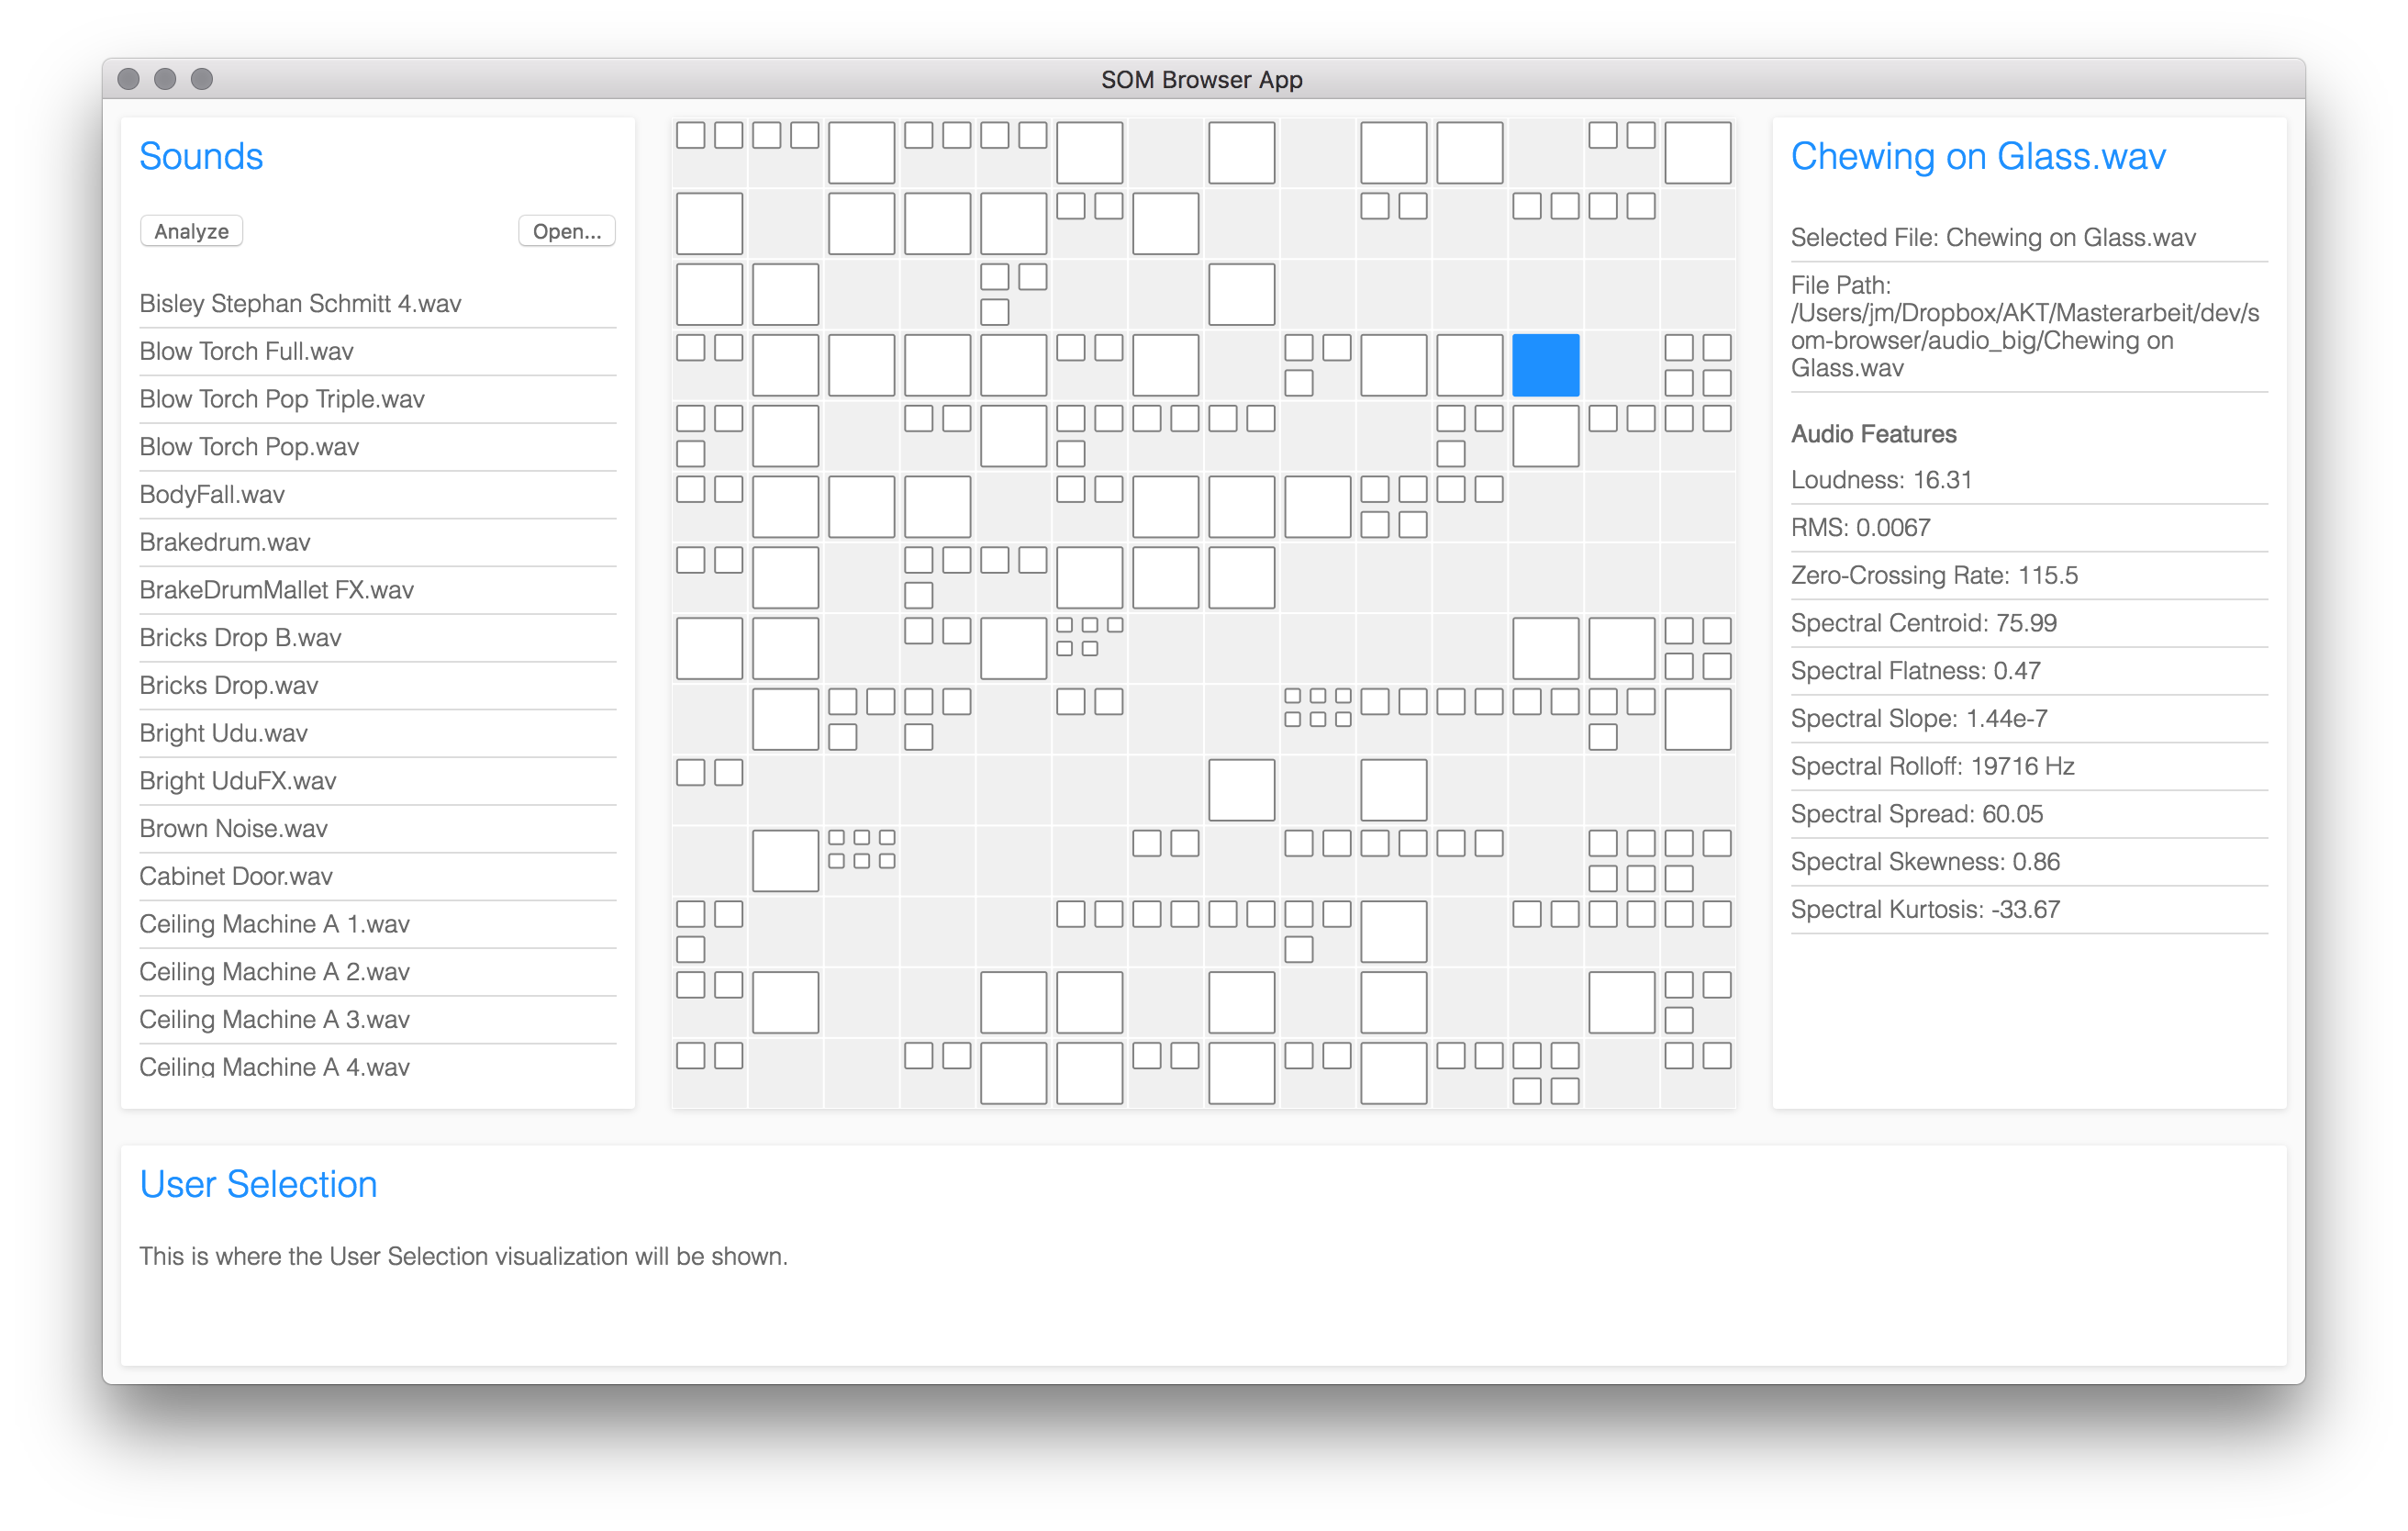 SOM Browser App
Sounds
Analyze
Open...
Bisley Stephan Schmitt 4.wav
Blow Torch Full.wav
Blow Torch Pop Triple.wav
Blow Torch Pop.wav
BodyFall.wav
Brakedrum.wav
BrakeDrumMallet FX.wav
Bricks Drop B.wav
Bricks Drop.wav
Bright Udu.wav
Bright UduFX.wav
Brown Noise.wav
Cabinet Door.wav
Ceiling Machine A 1.wav
Ceiling Machine A 2.wav
Ceiling Machine A 3.wav
Ceiling Machine A 4.wav
Chewing on Glass.wav
Selected File: Chewing on Glass.wav
File Path:
/Users/jm/Dropbox/AKT/Masterarbeit/dev/s
om-browser/audio_big/Chewing on
Glass.wav
Audio Features
Loudness: 16.31
RMS: 0.0067
Zero-Crossing Rate: 115.5
Spectral Centroid: 75.99
Spectral Flatness: 0.47
Spectral Slope: 1.44e-7
Spectral Rolloff: 19716 Hz
Spectral Spread: 60.05
Spectral Skewness: 0.86
Spectral Kurtosis: -33.67
User Selection
This is where the User Selection visualization will be shown.